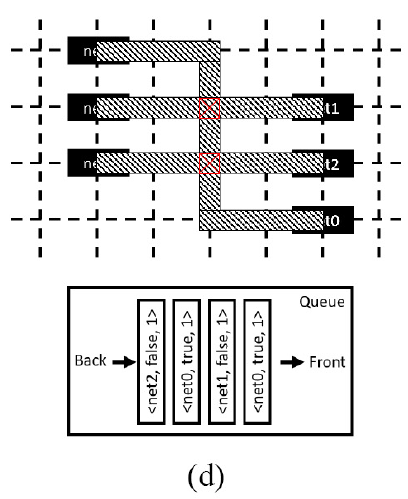 ne
ne t1
ne t2
t0
Queue
Back <net2, false, 1> <net0, true, 1> <net1, false, 1> <net0, true, 1> Front
(d)